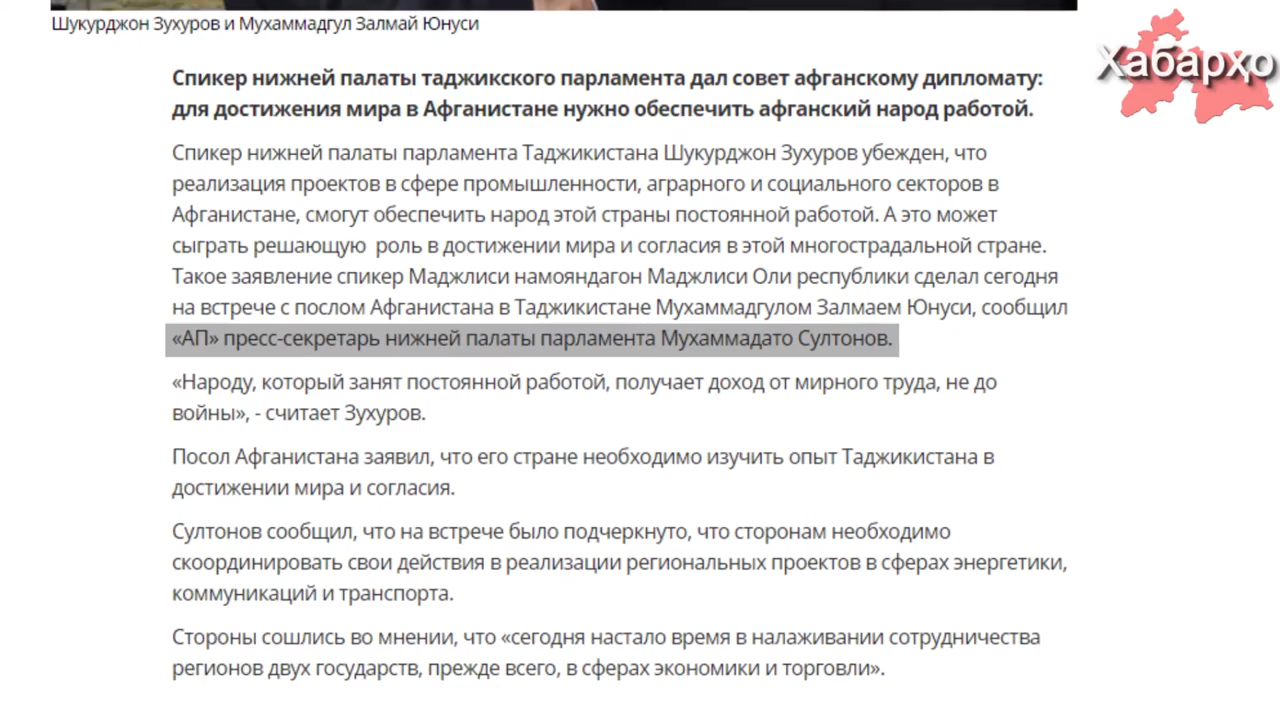 Шукурджон Зухуров и Мухаммадгул Залмай Юнуси
Хабарҳо
Спикер нижней палаты таджикского парламента дал совет афганскому дипломату:
для достижения мира в Афганистане нужно обеспечить афганский народ работой.
Спикер нижней палаты парламента Таджикистана Шукурджон Зухуров убежден, что
реализация проектов в сфере промышленности, аграрного и социального секторов в
Афганистане, смогут обеспечить народ этой страны постоянной работой. А это может
сыграть решающую роль в достижении мира и согласия в этой многострадальной стране.
Такое заявление спикер Маджлиси намояндагон Маджлиси Оли республики сделал сегодня
на встрече с послом Афганистана в Таджикистане Мухаммадгулом Залмаем Юнуси, сообщил
«АП» пресс-секретарь нижней палаты парламента Мухаммадато Султонов.
«Народу, который занят постоянной работой, получает доход от мирного труда, не до
войны», - считает Зухуров.
Посол Афганистана заявил, что его стране необходимо изучить опыт Таджикистана в
достижении мира и согласия.
Султонов сообщил, что на встрече было подчеркнуто, что сторонам необходимо
скоординировать свои действия в реализации региональных проектов в сферах энергетики,
коммуникаций и транспорта.
Стороны сошлись во мнении, что «сегодня настало время в налаживании сотрудничества
регионов двух государств, прежде всего, в сферах экономики и торговли».